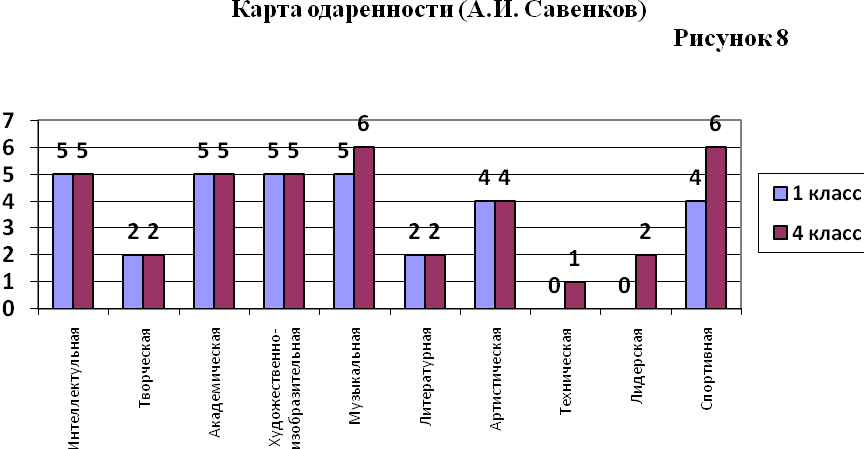 Карта одаренности (А.И. Савенков)
Рисунок 8
7
6
5
4
3
2
1
0
5 5
2 2
5 5
5 5
5 6
2 2
4 4
0 1
0 2
4 6
Интеллектульная
Творческая
Академическая
Художественно-
изобразительная
Музыкальная
Литературная
Артистическая
Техническая
Лидерская
Спортивная
1 класс
4 класс